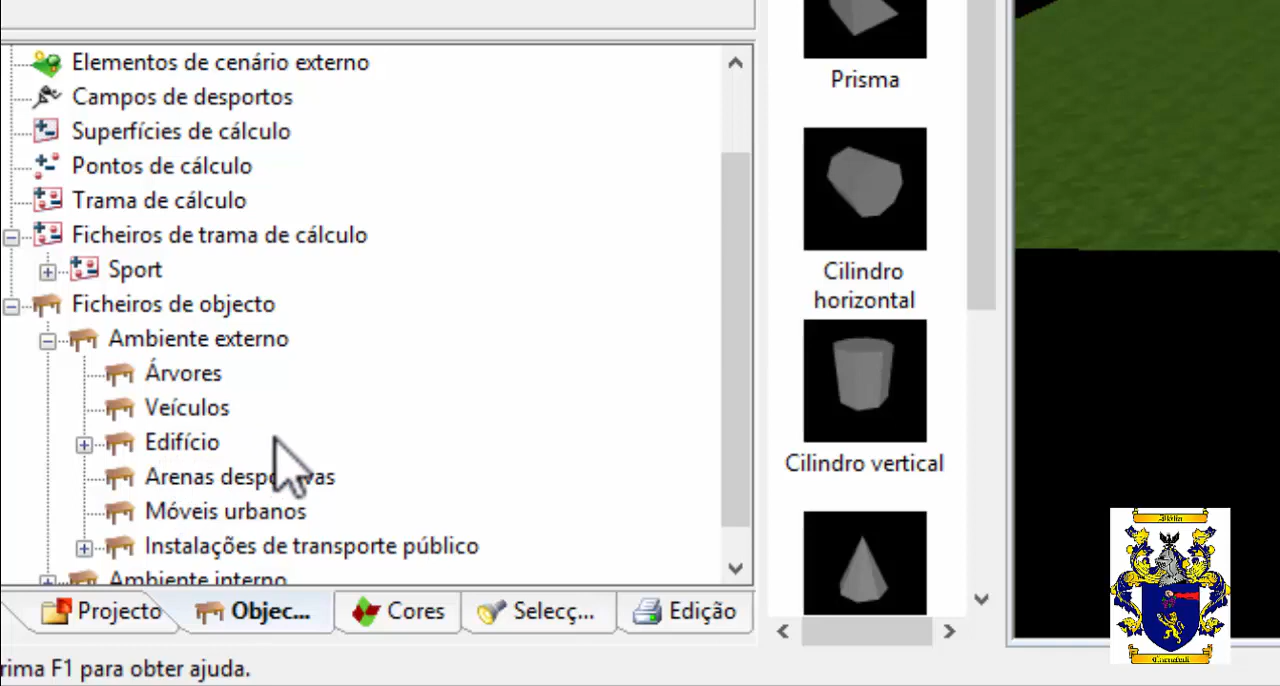 Elementos de cenário externo
Campos de desportos
Superfícies de cálculo
Pontos de cálculo
Trama de cálculo
Ficheiros de trama de cálculo
Sport
Ficheiros de objecto
Ambiente externo
Árvores
Veículos
Edifício
Arenas
Móveis urbanos
Instalações de transporte público
Ambiente interno
Projecto
Objec...
Cores
Selecç...
Edição
rima F1 para obter ajuda.
Prisma
Cilindro
horizontal
Cilindro vertical